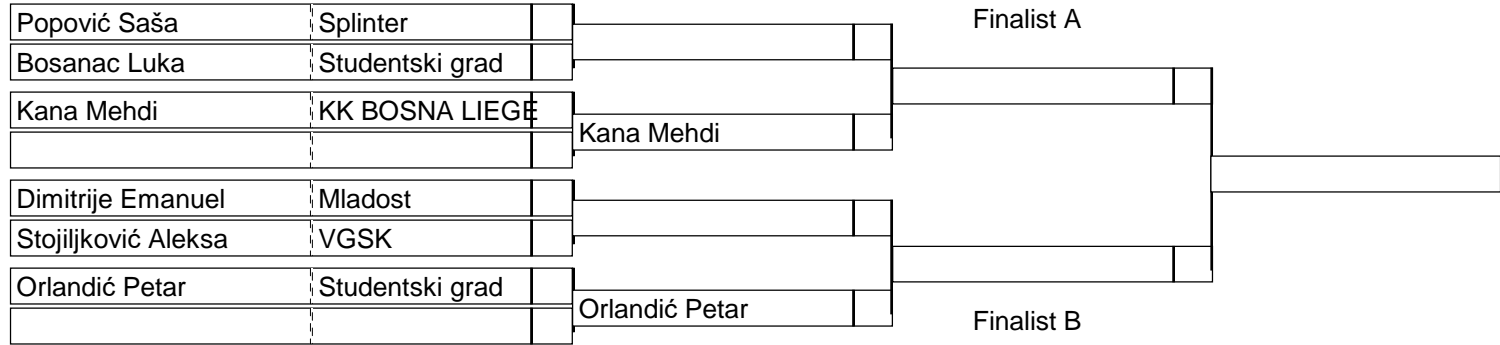 Popović Saša Splinter
Bosanac Luka Studentski grad
Kana Mehdi KK BOSNA LIEGE
Dimitrije Emanuel Mladost
Stojiljković Aleksa VGSK
Orlandić Petar Studentski grad
Kana Mehdi
Orlandić Petar
Finalist A
Finalist B